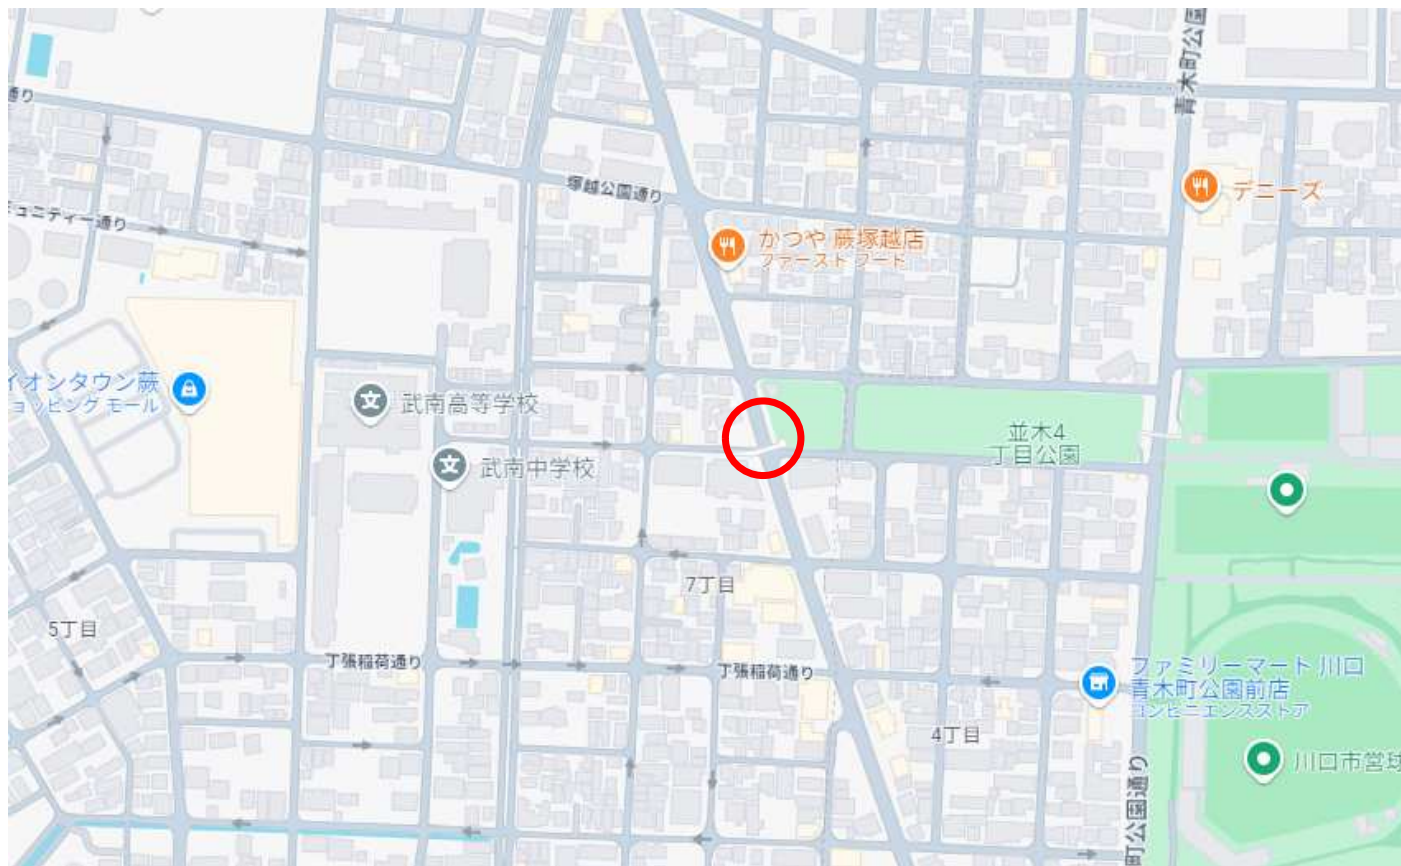 通り
青木町公園
塚越公園通り
デニーズ
ュニティー通り
かつや 蕨塚越店
ファースト フード
イオンタウン蕨
ョッピング モール
武南高等学校
並木4
丁目公園
武南中学校
7丁目
5丁目
丁張稲荷通り
丁張稲荷通り
ファミリーマート 川口
青木町公園前店
コンビニエンスストア
4丁目
川口市営球
町公園通り